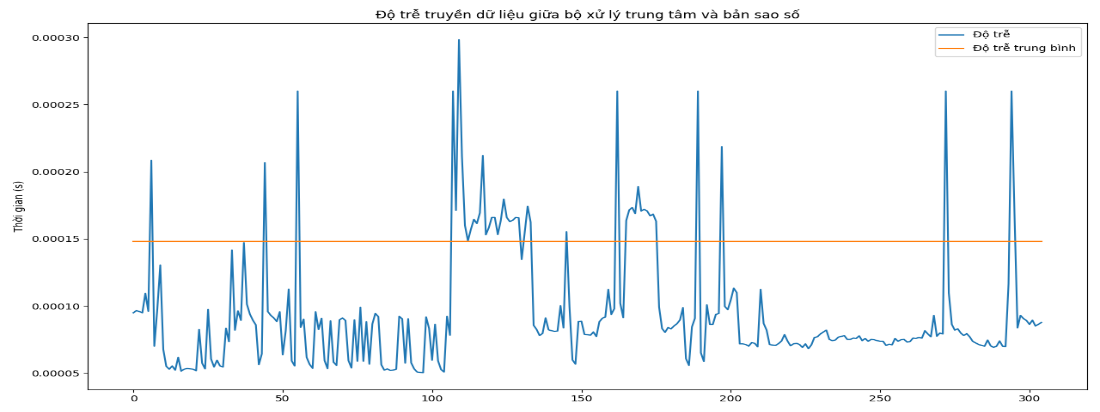 Độ trễ truyền dữ liệu giữa bộ xử lý trung tâm và bản sao số
Độ trễ
Độ trễ trung bình
Thời gian (s)
0.00030
0.00025
0.00020
0.00015
0.00010
0.00005
0 50 100 150 200 250 300